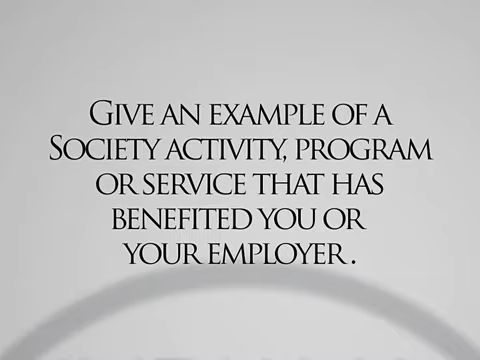 Give an example of a
Society activity, program
or service that has
benefited you or
your employer.